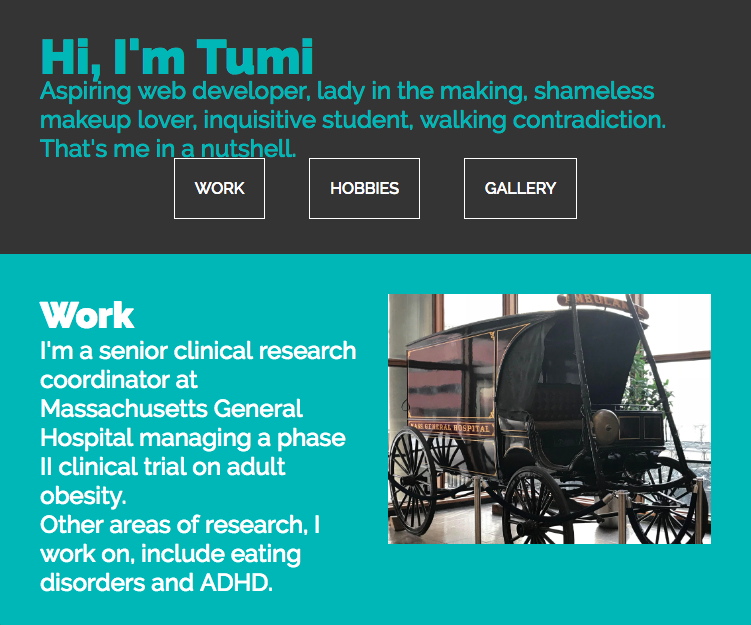 Hi, I'm Tumi
Aspiring web developer, lady in the making, shameless
makeup lover, inquisitive student, walking contradiction.
That's me in a nutshell.
WORK HOBBIES GALLERY
Work
I'm a senior clinical research
coordinator at
Massachusetts General
Hospital managing a phase
II clinical trial on adult
obesity.
Other areas of research, I
work on, include eating
disorders and ADHD.
AMBULANCE
MASS GENERAL HOSPITAL